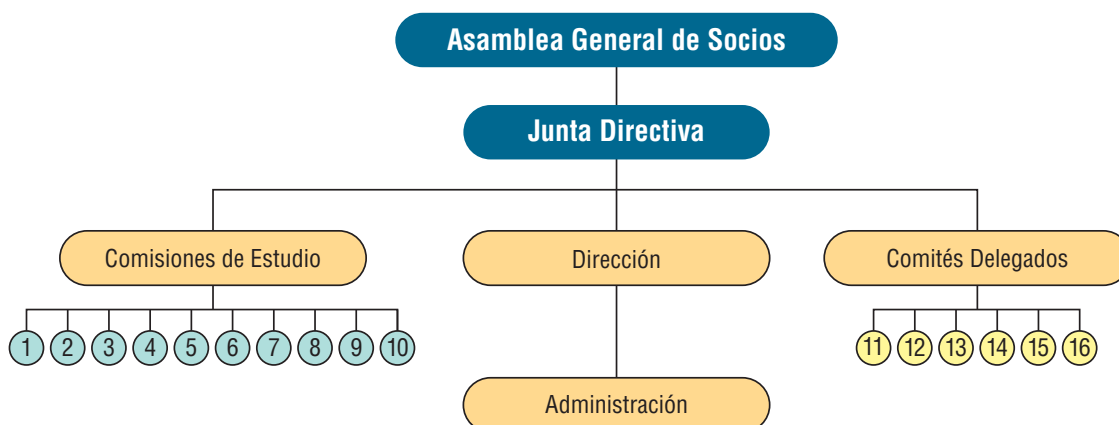 Asamblea General de Socios
Junta Directiva
Comisiones de Estudio
Dirección
Comités Delegados
1 2 3 4 5 6 7 8 9 10
11 12 13 14 15 16
Administración